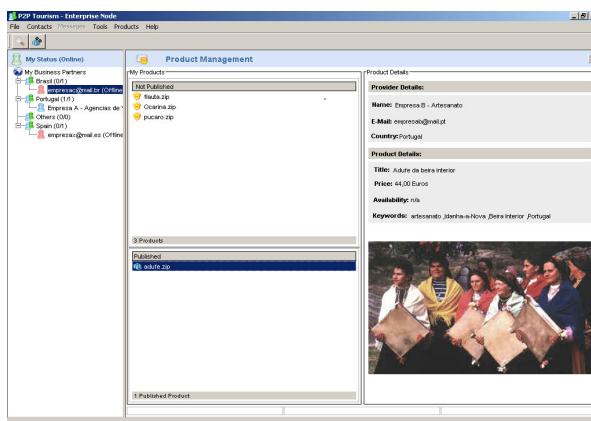 P2P Tourism - Enterprise Node
File Contacts Messages Tools Products Help
My Status (Online)
My Business Partners
Brasil (0/1)
empresac@mail.br (Offline
Portugal (1/1)
Empresa A - Agencias de
Others (0/0)
Spain (0/1)
empresax@mail.es (Offline
Product Management
My Products
Not Published
flauta.zip
Ocarina.zip
pucaro.zip
3 Products
Published
adufe.zip
1 Published Product
Product Details
Provider Details:
Name: Empresa B - Artesanato
E-Mail: empresab@mail.pt
Country: Portugal
Product Details:
Title: Adufe da beira interior
Price: 44,00 Euros
Availability: n/a
Keywords: artesanato ,Idanha-a-Nova ,Beira Interior ,Portugal